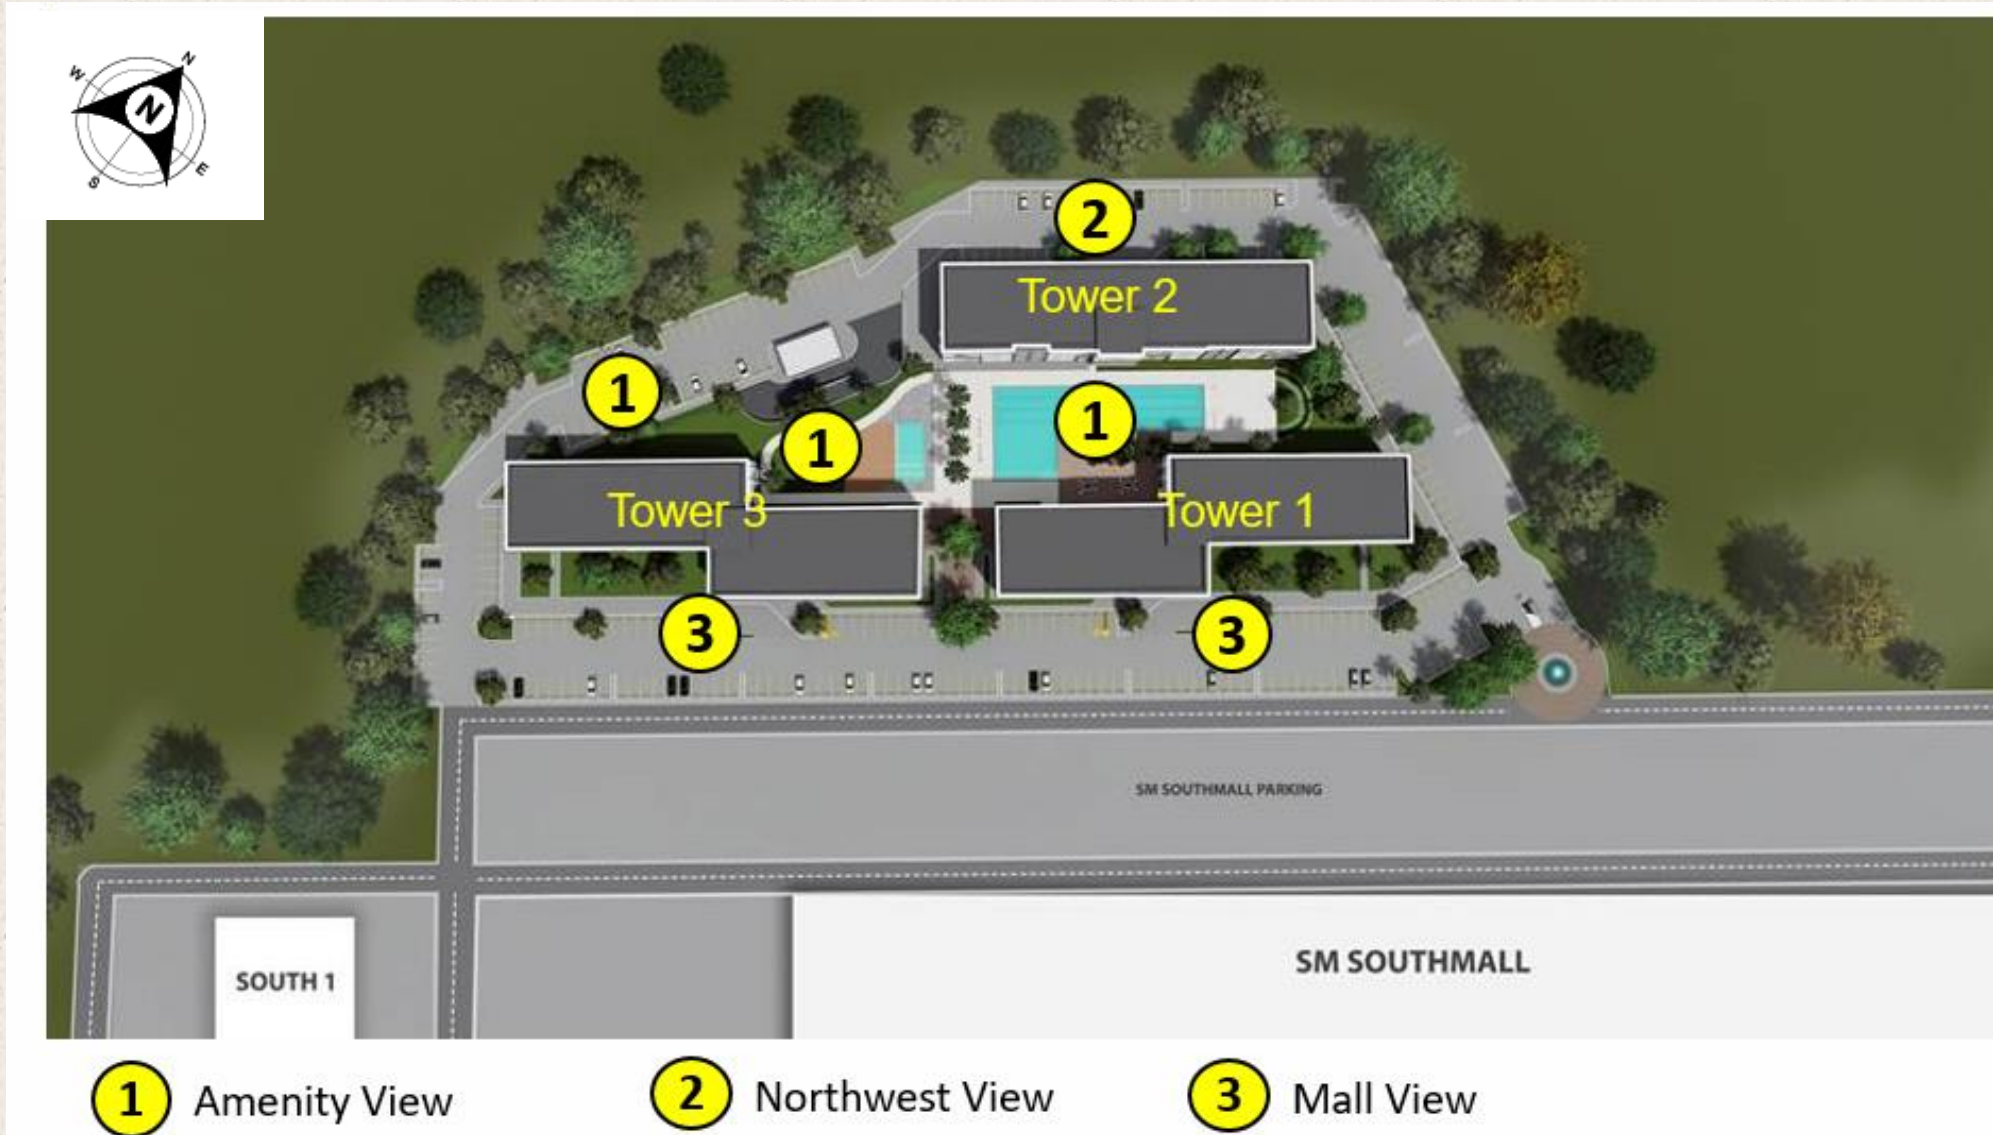 N
W
N
E
S
2
Tower 2
1
1
1
Tower 3
Tower 1
3
3
SM SOUTHMALL PARKING
SOUTH 1
SM SOUTHMALL
1 Amenity View
2 Northwest View
3 Mall View